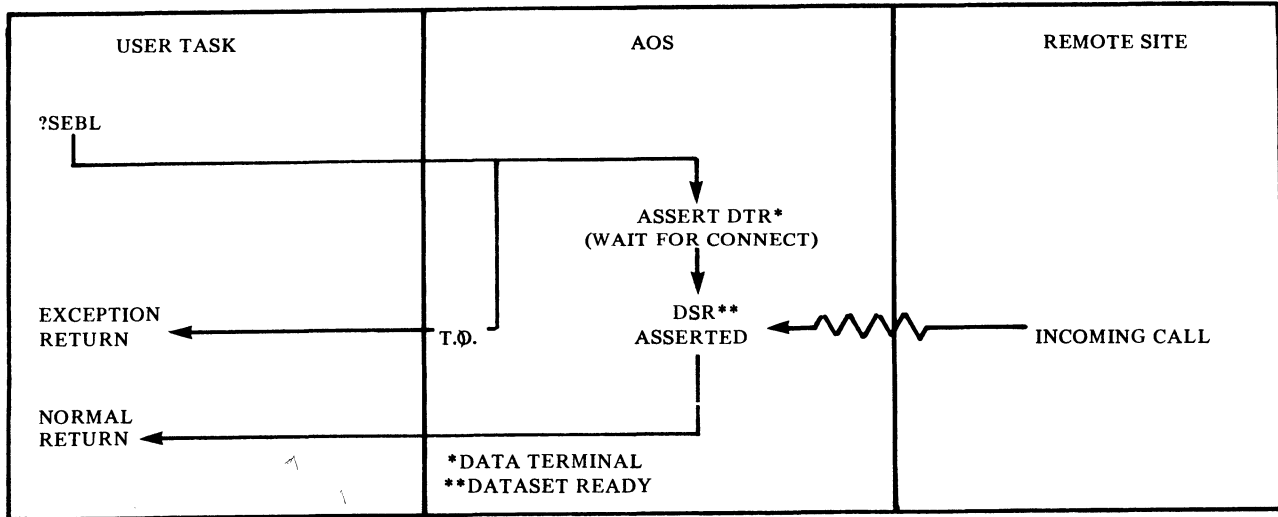 USER TASK
AOS
REMOTE SITE
?SEBL
ASSERT DTR*
(WAIT FOR CONNECT)
EXCEPTION
RETURN
T.O.
DSR**
ASSERTED
INCOMING CALL
NORMAL
RETURN
*DATA TERMINAL
**DATASET READY